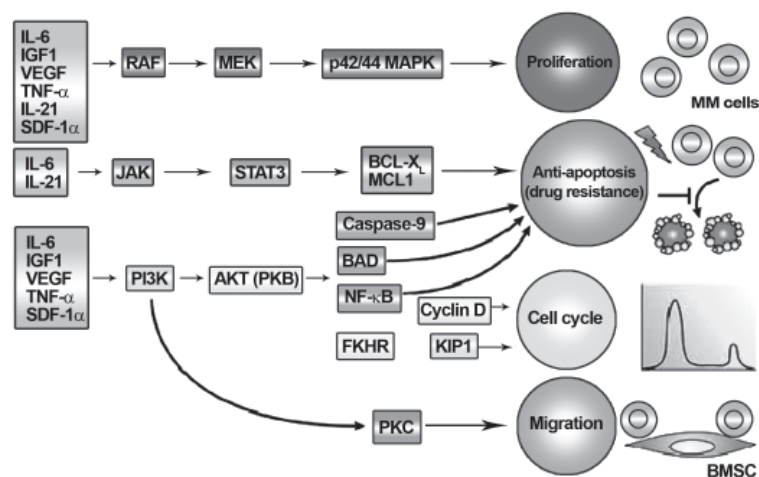 IL-6
IGF1
VEGF
TNF-α
IL-21
SDF-1α
RAF
MEK
p42/44 MAPK
Proliferation
MM cells
IL-6
IL-21
JAK
STAT3
BCL-XL
MCL1
Anti-apoptosis
(drug resistance)
Caspase-9
BAD
NF-κB
IL-6
IGF1
VEGF
TNF-α
SDF-1α
PI3K
AKT (PKB)
Cyclin D
FKHR
KIP1
Cell cycle
PKC
Migration
BMSC